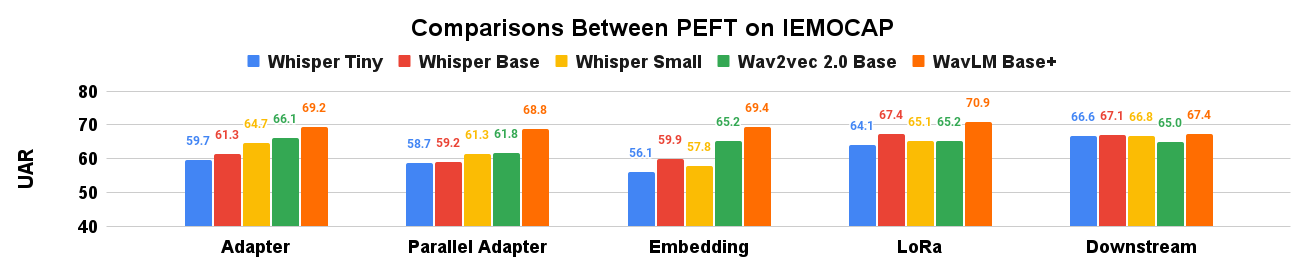 Comparisons Between PEFT on IEMOCAP
Whisper Tiny Whisper Base Whisper Small Wav2vec 2.0 Base WavLM Base+
UAR
80
70
60
50
40
59.7 61.3 64.7 66.1 69.2
58.7 59.2 61.3 61.8 68.8
56.1 59.9 57.8 65.2 69.4
64.1 67.4 65.1 65.2 70.9
66.6 67.1 66.8 65.0 67.4
Adapter Parallel Adapter Embedding LoRa Downstream